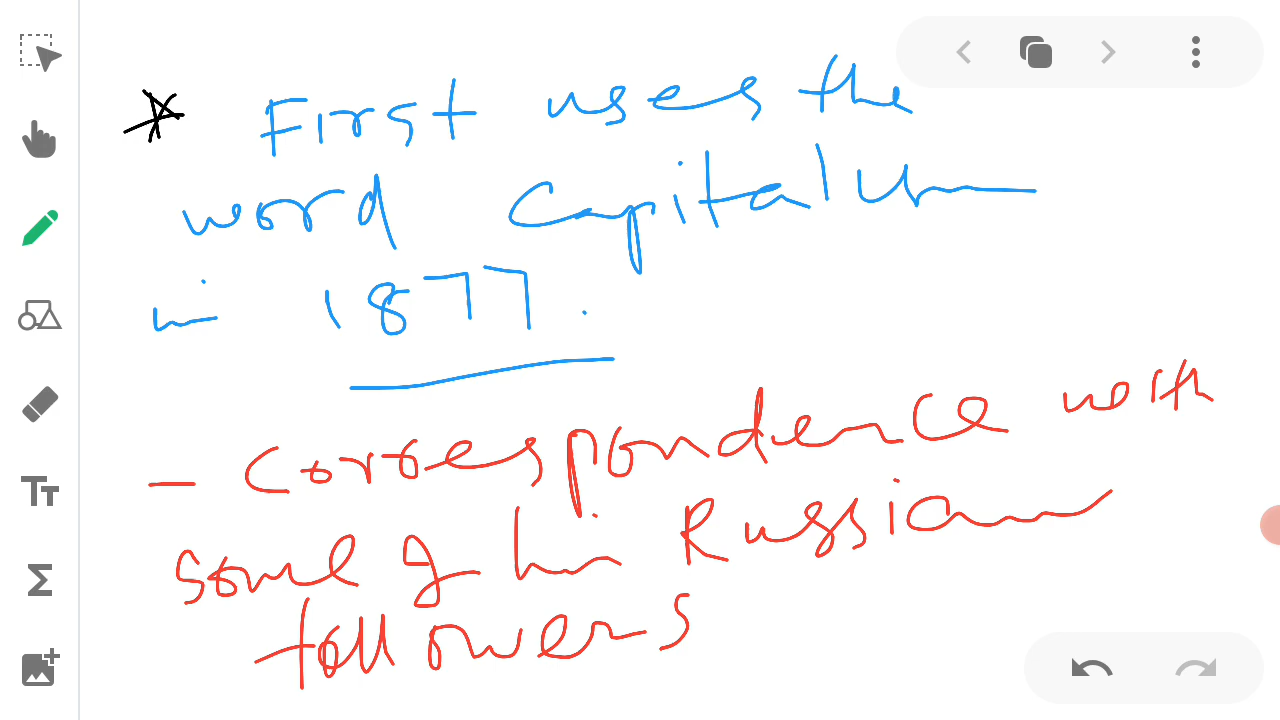 * First uses the
word Capitalism
in 1877.
- Correspondence with
some of his Russian
followers